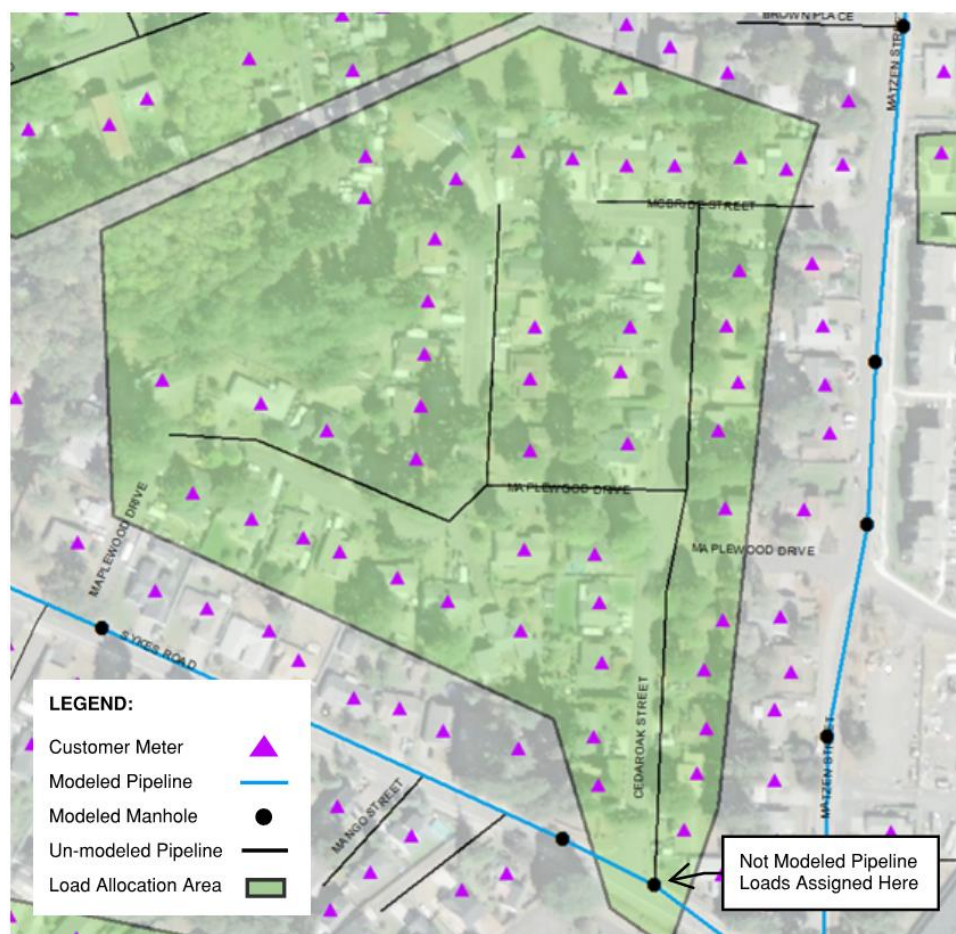 BROWN PLACE
MATZEN STREET
MCBRIDE STREET
MAPLEWOOD DRIVE
MAPLEWOOD DRIVE
MAPLEWOOD DRIVE
SYKES ROAD
CEDAROAK STREET
MATZEN STREET
MANGO STREET
LEGEND:
Customer Meter
Modeled Pipeline
Modeled Manhole
Un-modeled Pipeline
Load Allocation Area
Not Modeled Pipeline
Loads Assigned Here